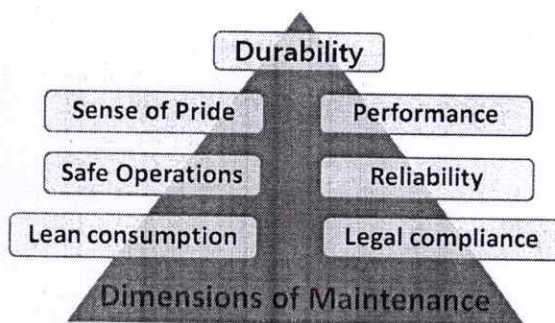 Durability
Sense of Pride
Performance
Safe Operations
Reliability
Lean consumption
Legal compliance
Dimensions of Maintenance